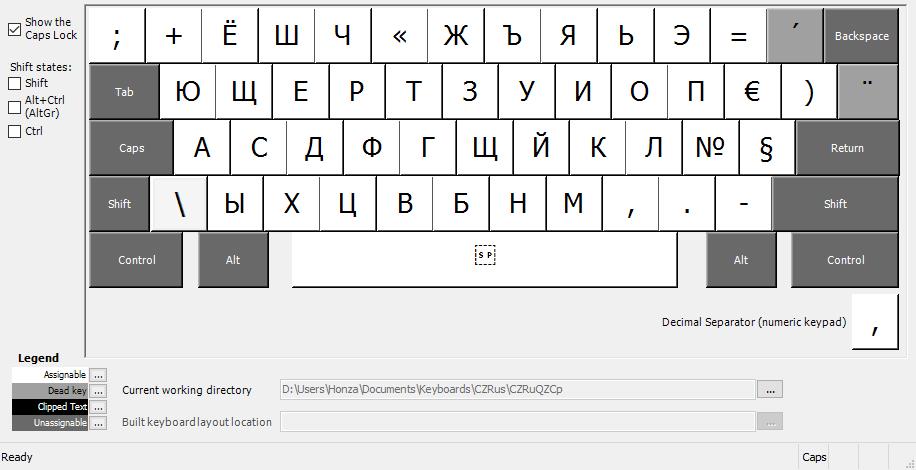 Show the
Caps Lock
Shift states:
Shift
Alt+Ctrl
(AltGr)
Ctrl
; + Ё Ш Ч « Ж Ъ Я Ь Э = ´ Backspace
Tab Ю Щ Е Р Т З У И О П € ) ¨
Caps А С Д Ф Г Щ Й К Л № § Return
Shift \ Ы Х Ц В Б Н М , . - Shift
Control Alt SP Alt Control
Decimal Separator (numeric keypad) ,
Legend
Assignable ...
Dead key ...
Clipped Text ...
Unassignable ...
Current working directory D:\Users\Honza\Documents\Keyboards\CZRus\CZRuQZCp ...
Built keyboard layout location ...
Ready Caps